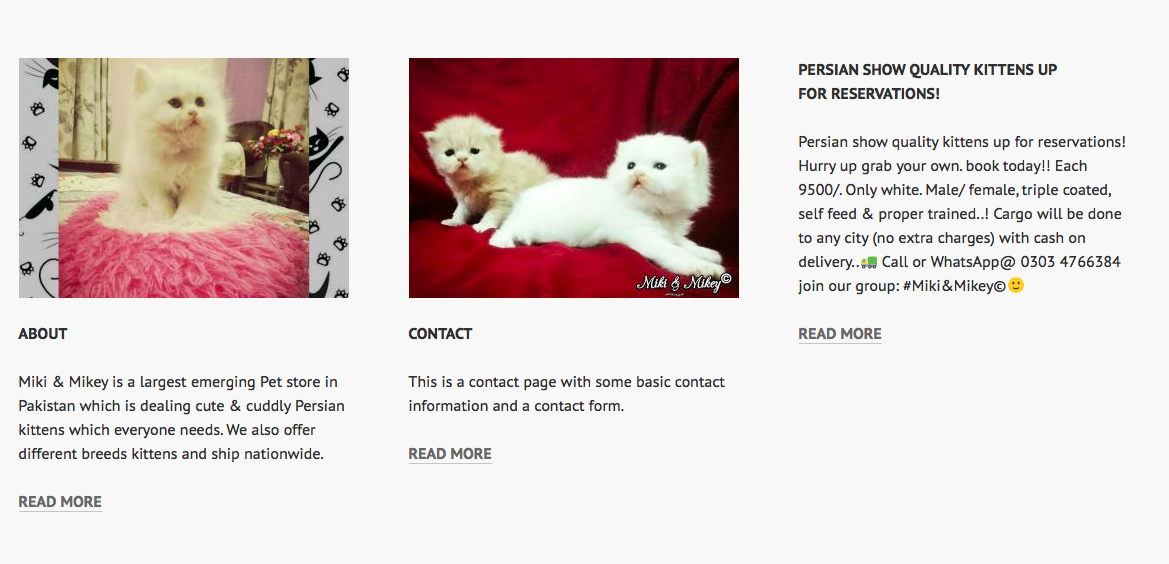 ABOUT
Miki & Mikey is a largest emerging Pet store in
Pakistan which is dealing cute & cuddly Persian
kittens which everyone needs. We also offer
different breeds kittens and ship nationwide.
READ MORE
Miki & Mikey©
CONTACT
This is a contact page with some basic contact
information and a contact form.
READ MORE
PERSIAN SHOW QUALITY KITTENS UP
FOR RESERVATIONS!
Persian show quality kittens up for reservations!
Hurry up grab your own. book today!! Each
9500/. Only white. Male/ female, triple coated,
self feed & proper trained..! Cargo will be done
to any city (no extra charges) with cash on
delivery..🚛 Call or WhatsApp@ 0303 4766384
join our group: #Miki&Mikey©🙂
READ MORE